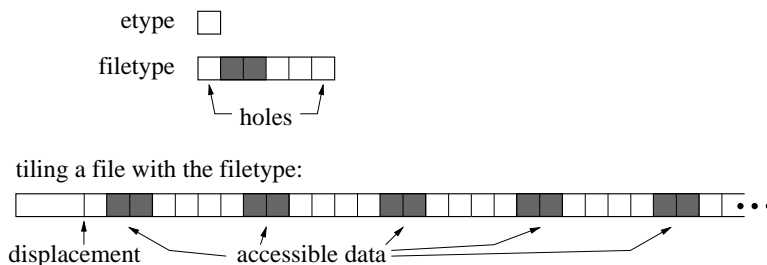 etype
filetype
holes
tiling a file with the filetype:
displacement accessible data